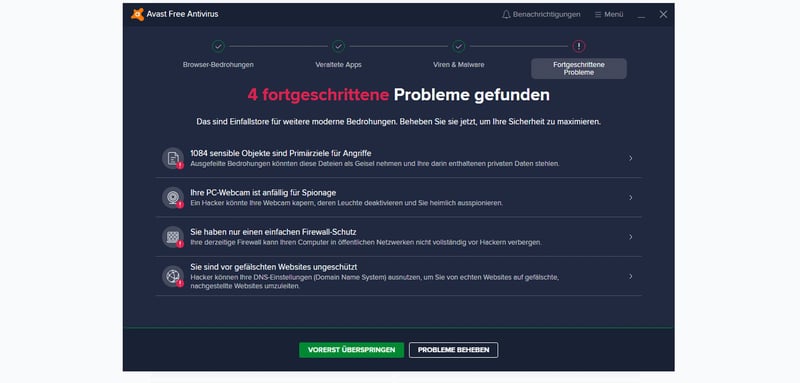 Avast Free Antivirus
Benachrichtigungen
Menü
Browser-Bedrohungen
Veraltete Apps
Viren & Malware
Fortgeschrittene
Probleme
4 fortgeschrittene Probleme gefunden
Das sind Einfallstore für weitere moderne Bedrohungen. Beheben Sie sie jetzt, um Ihre Sicherheit zu maximieren.
1084 sensible Objekte sind Primärziele für Angriffe
Ausgefeilte Bedrohungen könnten diese Dateien als Geisel nehmen und Ihre darin enthaltenen privaten Daten stehlen.
Ihre PC-Webcam ist anfällig für Spionage
Ein Hacker könnte Ihre Webcam kapern, deren Leuchte deaktivieren und Sie heimlich ausspionieren.
Sie haben nur einen einfachen Firewall-Schutz
Ihre derzeitige Firewall kann Ihren Computer in öffentlichen Netzwerken nicht vollständig vor Hackern verbergen.
Sie sind vor gefälschten Websites ungeschützt
Hacker können Ihre DNS-Einstellungen (Domain Name System) ausnutzen, um Sie von echten Websites auf gefälschte,
nachgestellte Websites umzuleiten.
VORERST ÜBERSPRINGEN
PROBLEME BEHEBEN